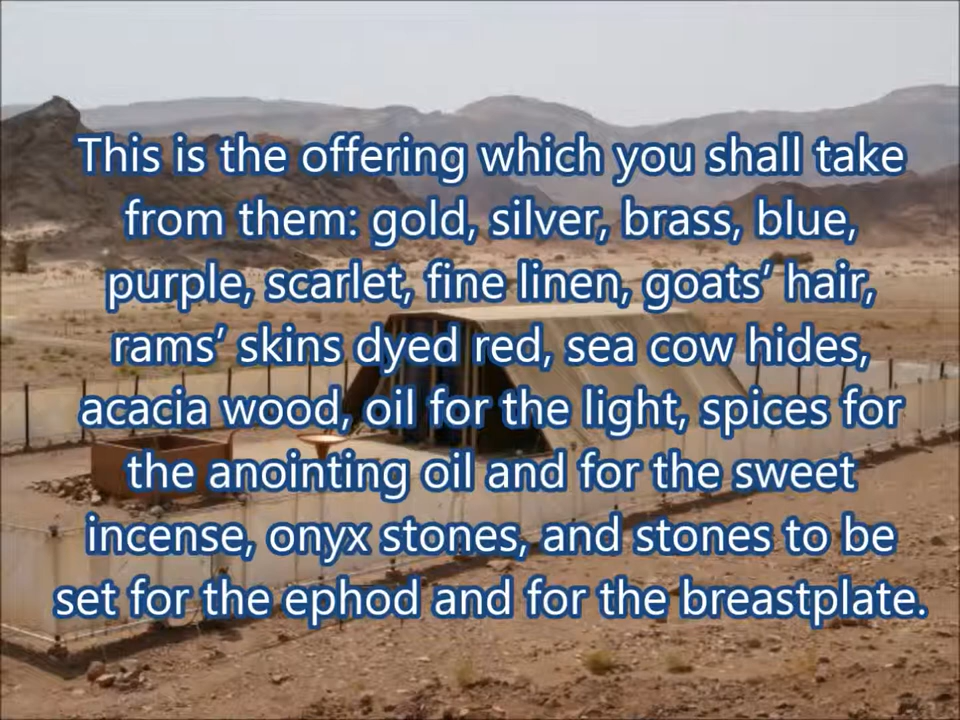 This is the offering which you shall take
from them: gold, silver, brass, blue,
purple, scarlet, fine linen, goats’ hair,
rams’ skins dyed red, sea cow hides,
acacia wood, oil for the light, spices for
the anointing oil and for the sweet
incense, onyx stones, and stones to be
set for the ephod and for the breastplate.